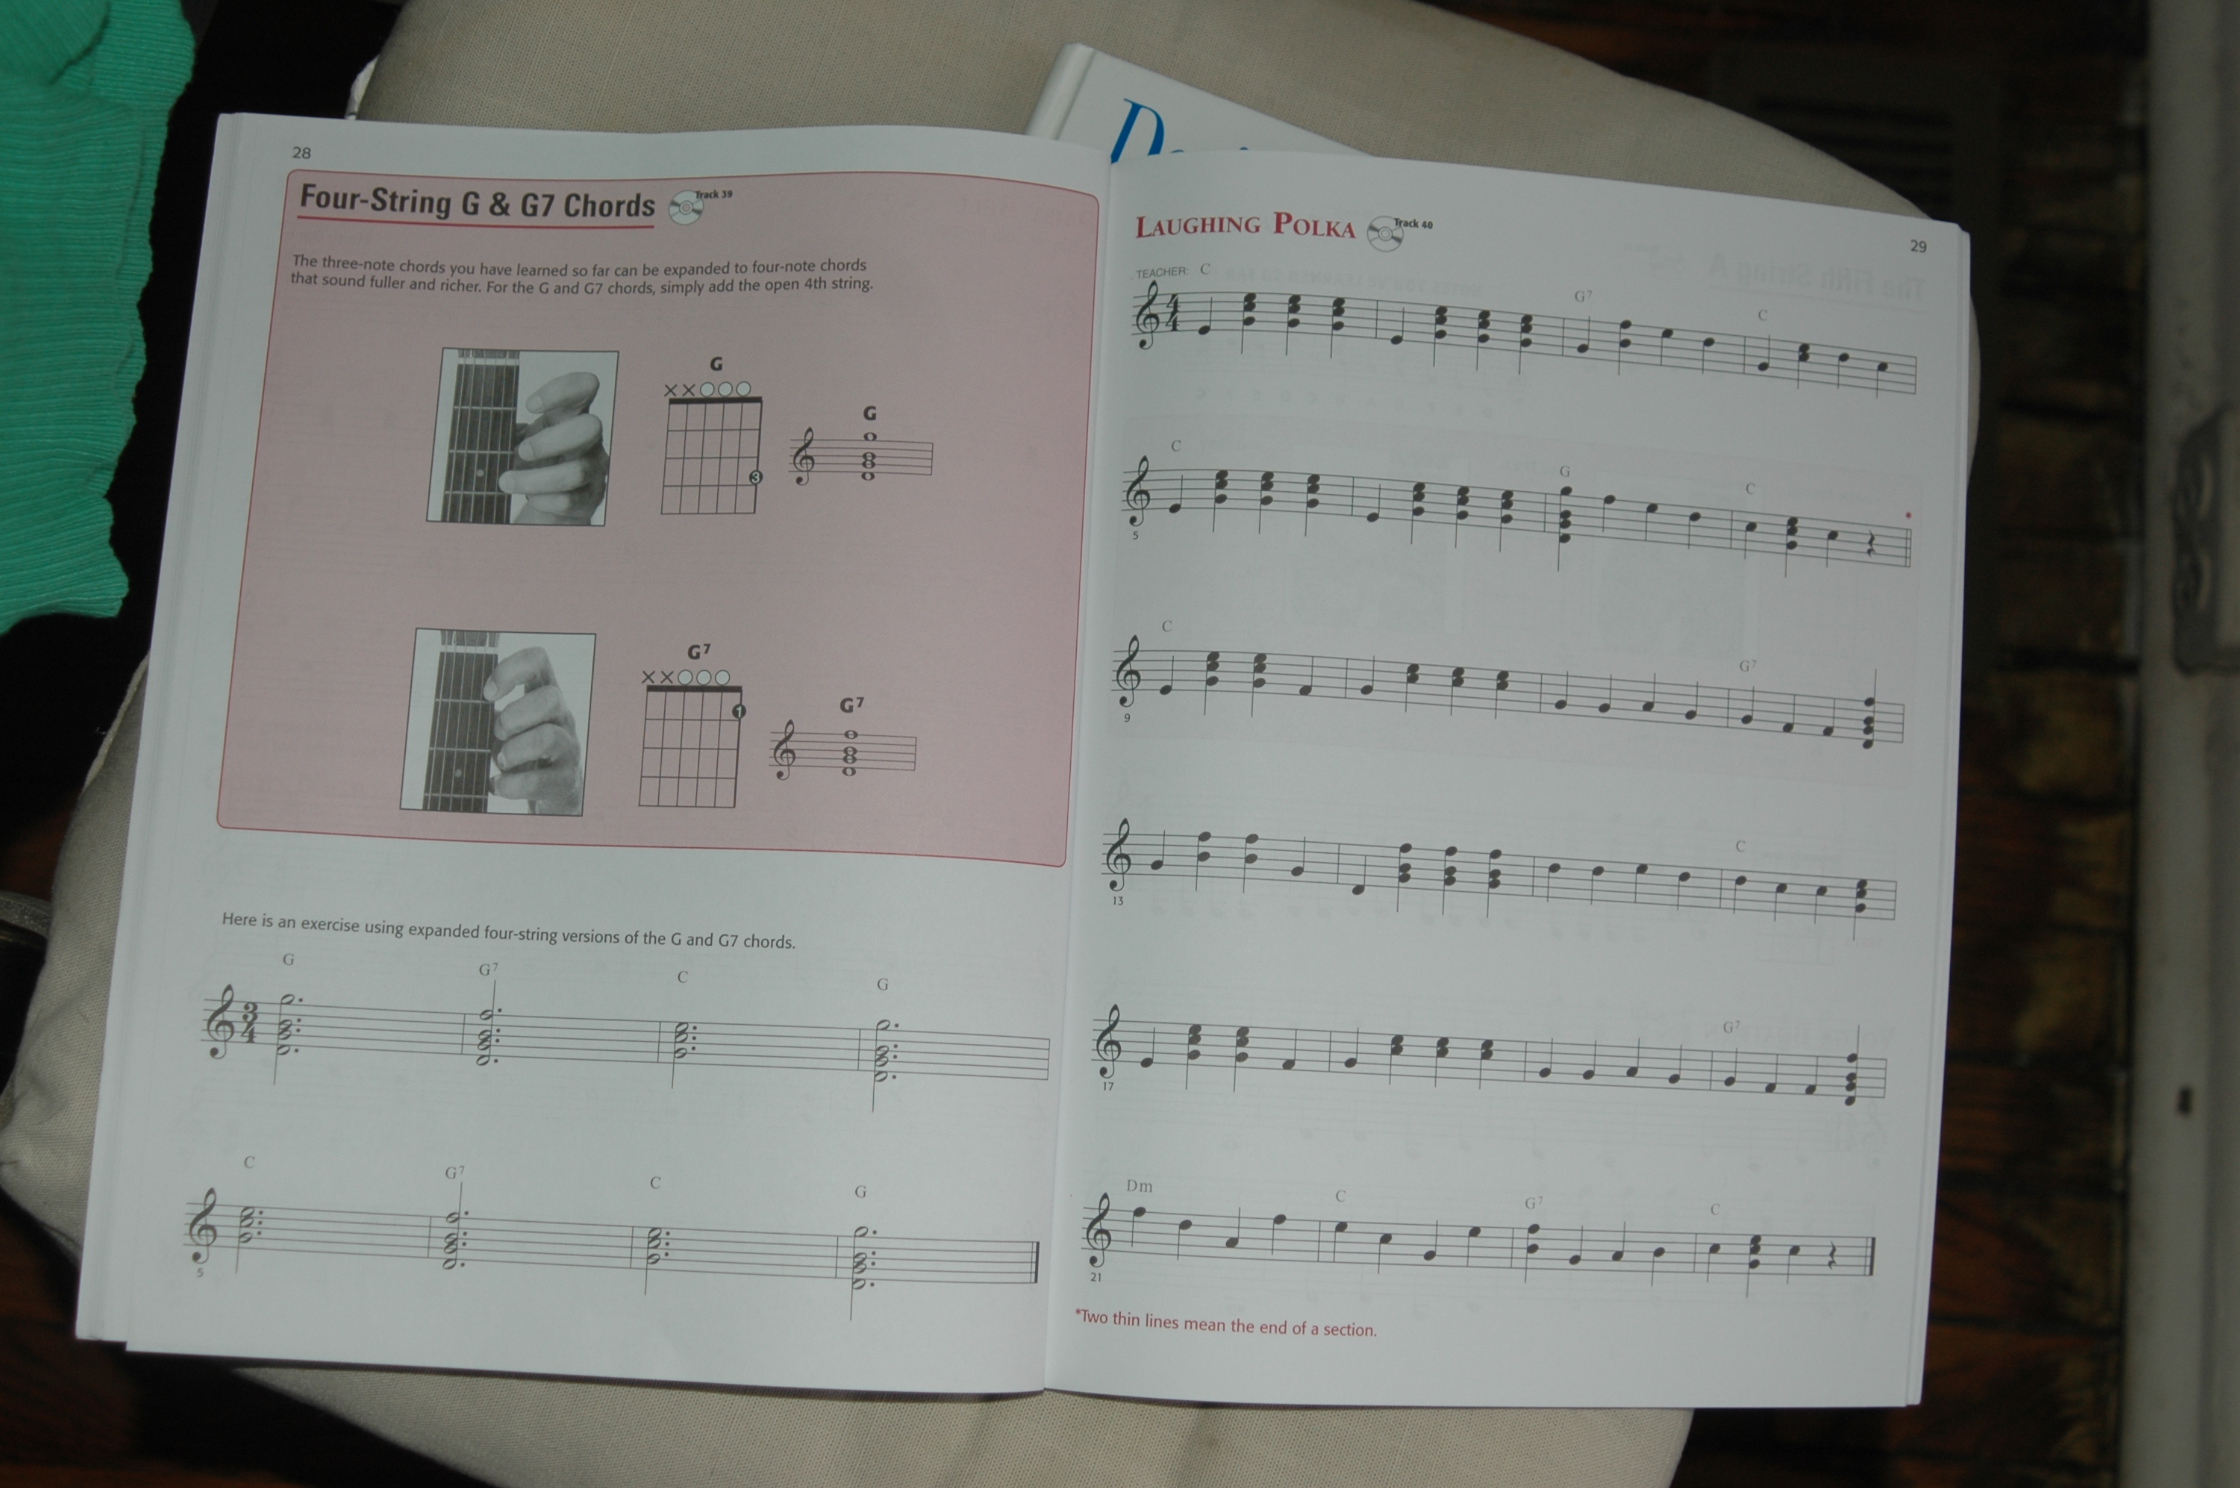 28
Four-String G & G7 Chords
Track 39
The three-note chords you have learned so far can be expanded to four-note chords
that sound fuller and richer. For the G and G7 chords, simply add the open 4th string.
G
××○○○
3
G
G7
××○○○
1
G7
Here is an exercise using expanded four-string versions of the G and G7 chords.
G G7 C G
3
4
C G7 C G
5
LAUGHING POLKA
Track 40
29
TEACHER: C G7 C
4
4
C G C
*
5
C G7
9
C
13
G7
17
Dm C G7 C
21
*Two thin lines mean the end of a section.